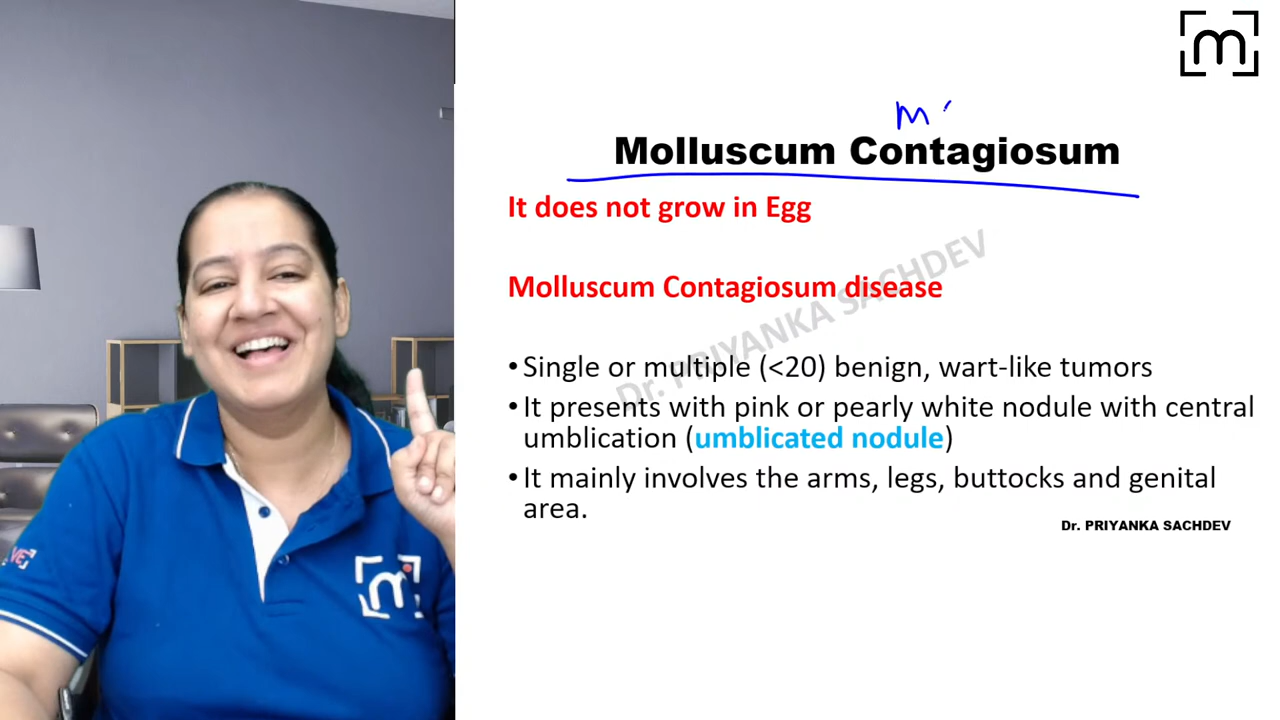 m
M
Molluscum Contagiosum
It does not grow in Egg
Molluscum Contagiosum disease
Dr. PRIYANKA SACHDEV
• Single or multiple (<20) benign, wart-like tumors
• It presents with pink or pearly white nodule with central
umblication (umblicated nodule)
• It mainly involves the arms, legs, buttocks and genital
area.
Dr. PRIYANKA SACHDEV
VE
m